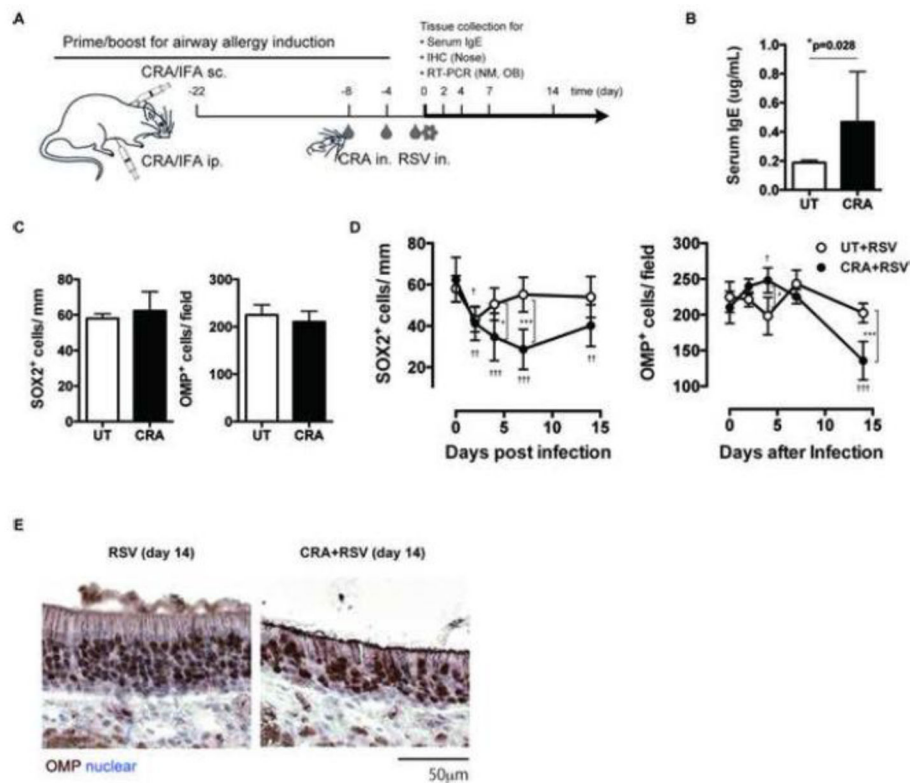 A
Prime/boost for airway allergy induction
CRA/IFA sc.
CRA/IFA ip.
Tissue collection for
• Serum IgE
• IHC (Nose)
• RT-PCR (NM, OB)
-22
-8
-4
0
2
4
7
14
time (day)
CRA in. RSV in.
B
*p=0.028
Serum IgE (ug/mL)
1.0
0.8
0.6
0.4
0.2
0.0
UT
CRA
C
SOX2+ cells/ mm
80
60
40
20
0
UT
CRA
OMP+ cells/ field
300
200
100
0
UT
CRA
D
SOX2+ cells/ mm
80
60
40
20
†
*
***
††
†††
†††
††
0
5
10
15
Days post infection
OMP+ cells/ field
300
250
200
150
100
UT+RSV
CRA+RSV
†
*
***
†††
0
5
10
15
Days after Infection
E
RSV (day 14)
CRA+RSV (day 14)
OMP nuclear
50μm